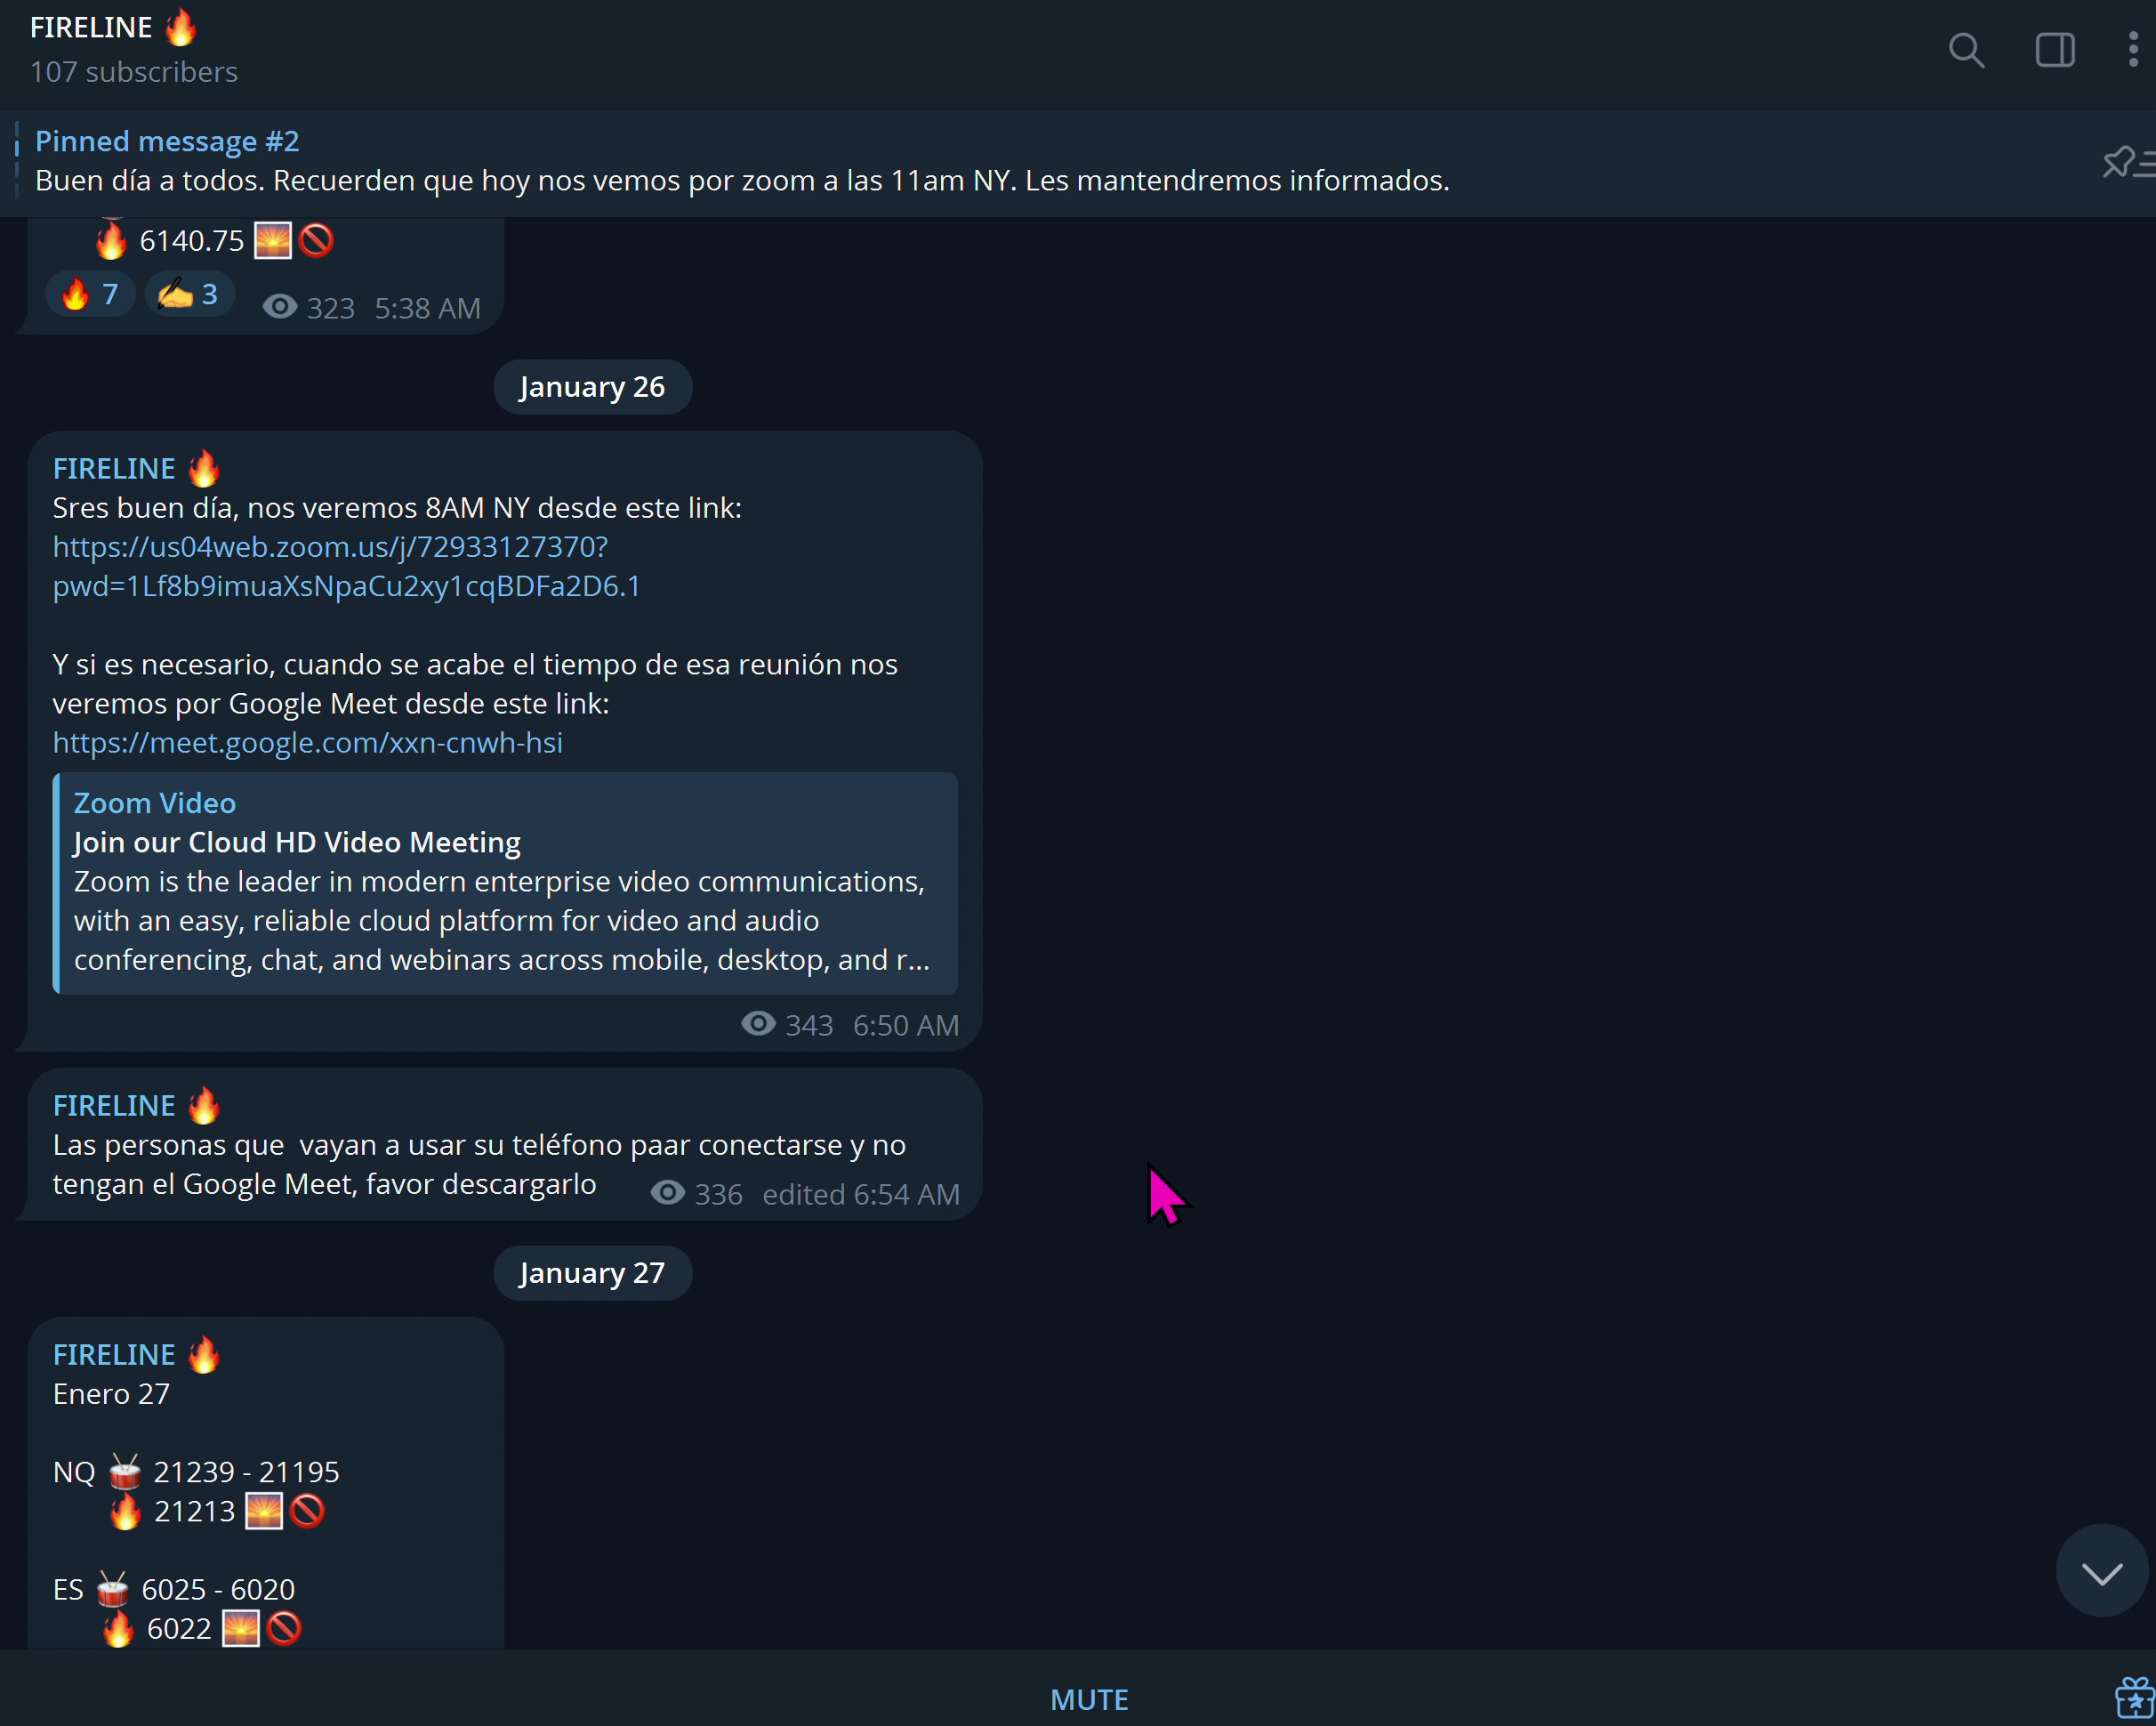 FIRELINE 🔥
107 subscribers
Pinned message #2
Buen día a todos. Recuerden que hoy nos vemos por zoom a las 11am NY. Les mantendremos informados.
🔥 6140.75 🌅🚫
🔥 7 ✍️ 3 323 5:38 AM
January 26
FIRELINE 🔥
Sres buen día, nos veremos 8AM NY desde este link:
https://us04web.zoom.us/j/72933127370?
pwd=1Lf8b9imuaXsNpaCu2xy1cqBDFa2D6.1
Y si es necesario, cuando se acabe el tiempo de esa reunión nos
veremos por Google Meet desde este link:
https://meet.google.com/xxn-cnwh-hsi
Zoom Video
Join our Cloud HD Video Meeting
Zoom is the leader in modern enterprise video communications,
with an easy, reliable cloud platform for video and audio
conferencing, chat, and webinars across mobile, desktop, and r...
343 6:50 AM
FIRELINE 🔥
Las personas que  vayan a usar su teléfono paar conectarse y no
tengan el Google Meet, favor descargarlo 336 edited 6:54 AM
January 27
FIRELINE 🔥
Enero 27
NQ 🥁 21239 - 21195
🔥 21213 🌅🚫
ES 🥁 6025 - 6020
🔥 6022 🌅🚫
MUTE